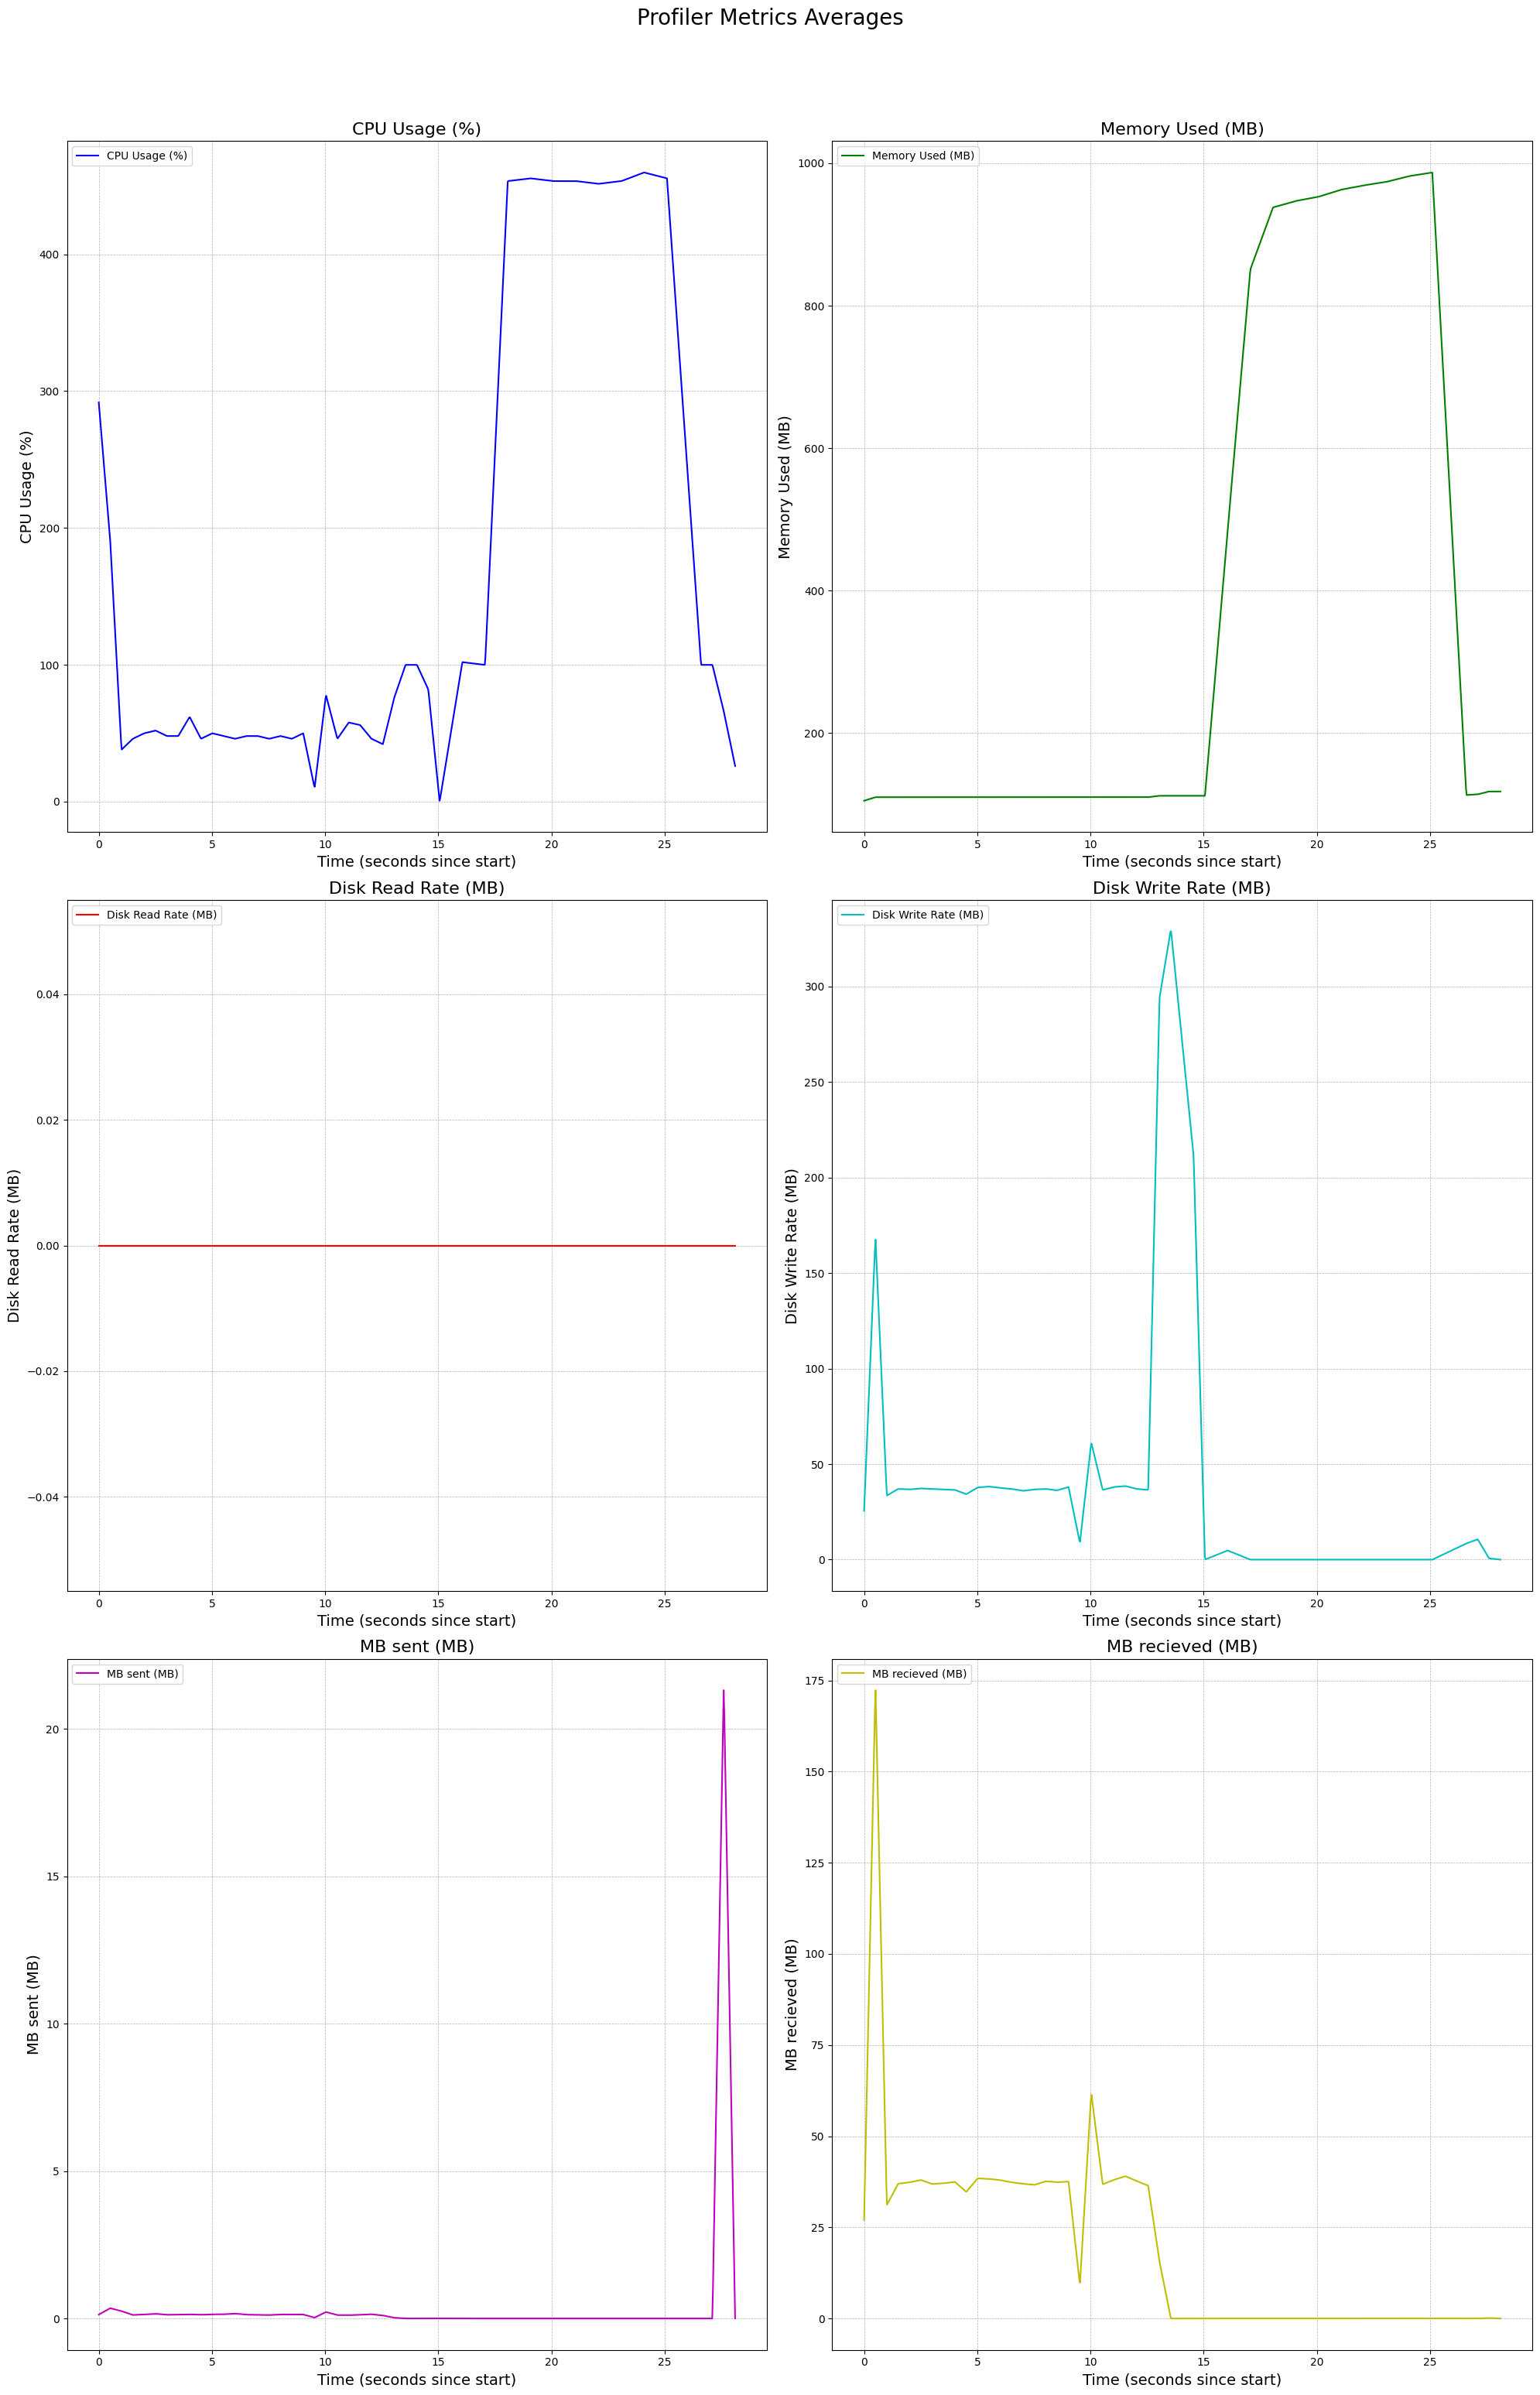 Profiler Metrics Averages
CPU Usage (%)
CPU Usage (%)
CPU Usage (%)
400
300
200
100
0
0 5 10 15 20 25
Time (seconds since start)
Memory Used (MB)
Memory Used (MB)
Memory Used (MB)
1000
800
600
400
200
0 5 10 15 20 25
Time (seconds since start)
Disk Read Rate (MB)
Disk Read Rate (MB)
Disk Read Rate (MB)
0.04
0.02
0.00
−0.02
−0.04
0 5 10 15 20 25
Time (seconds since start)
Disk Write Rate (MB)
Disk Write Rate (MB)
Disk Write Rate (MB)
300
250
200
150
100
50
0
0 5 10 15 20 25
Time (seconds since start)
MB sent (MB)
MB sent (MB)
MB sent (MB)
20
15
10
5
0
0 5 10 15 20 25
Time (seconds since start)
MB recieved (MB)
MB recieved (MB)
MB recieved (MB)
175
150
125
100
75
50
25
0
0 5 10 15 20 25
Time (seconds since start)